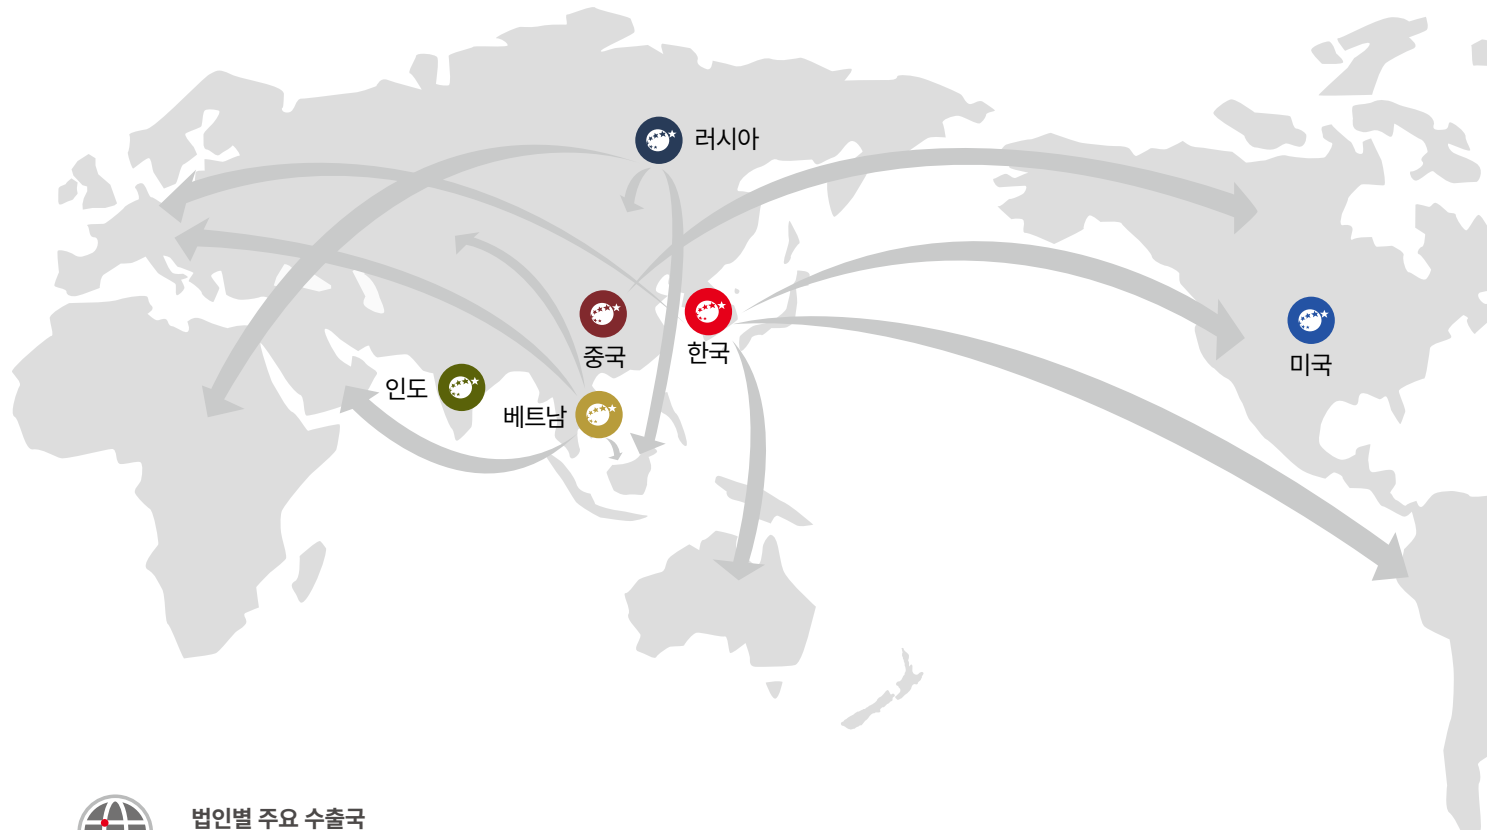 러시아
중국
한국
미국
인도
베트남
법인별 주요 수출국